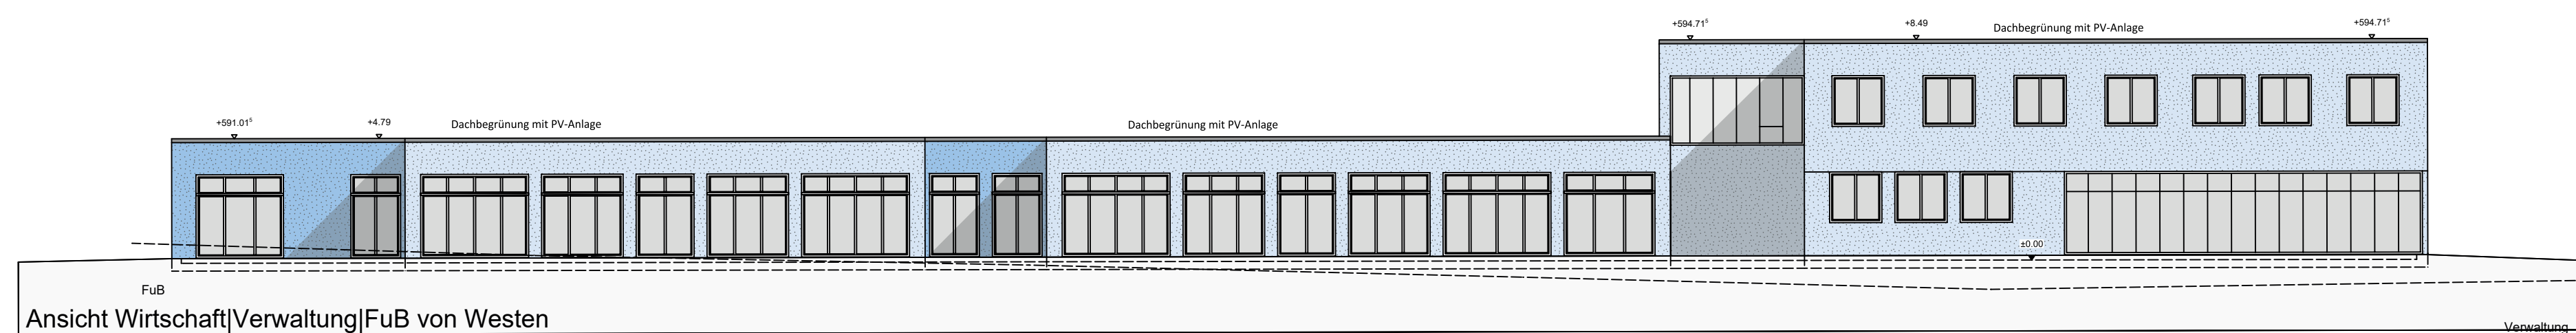 +594.71⁵
+8.49
Dachbegrünung mit PV-Anlage
+594.71⁵
+591.01⁵
+4.79
Dachbegrünung mit PV-Anlage
Dachbegrünung mit PV-Anlage
±0.00
FuB
Ansicht Wirtschaft|Verwaltung|FuB von Westen
Verwaltung